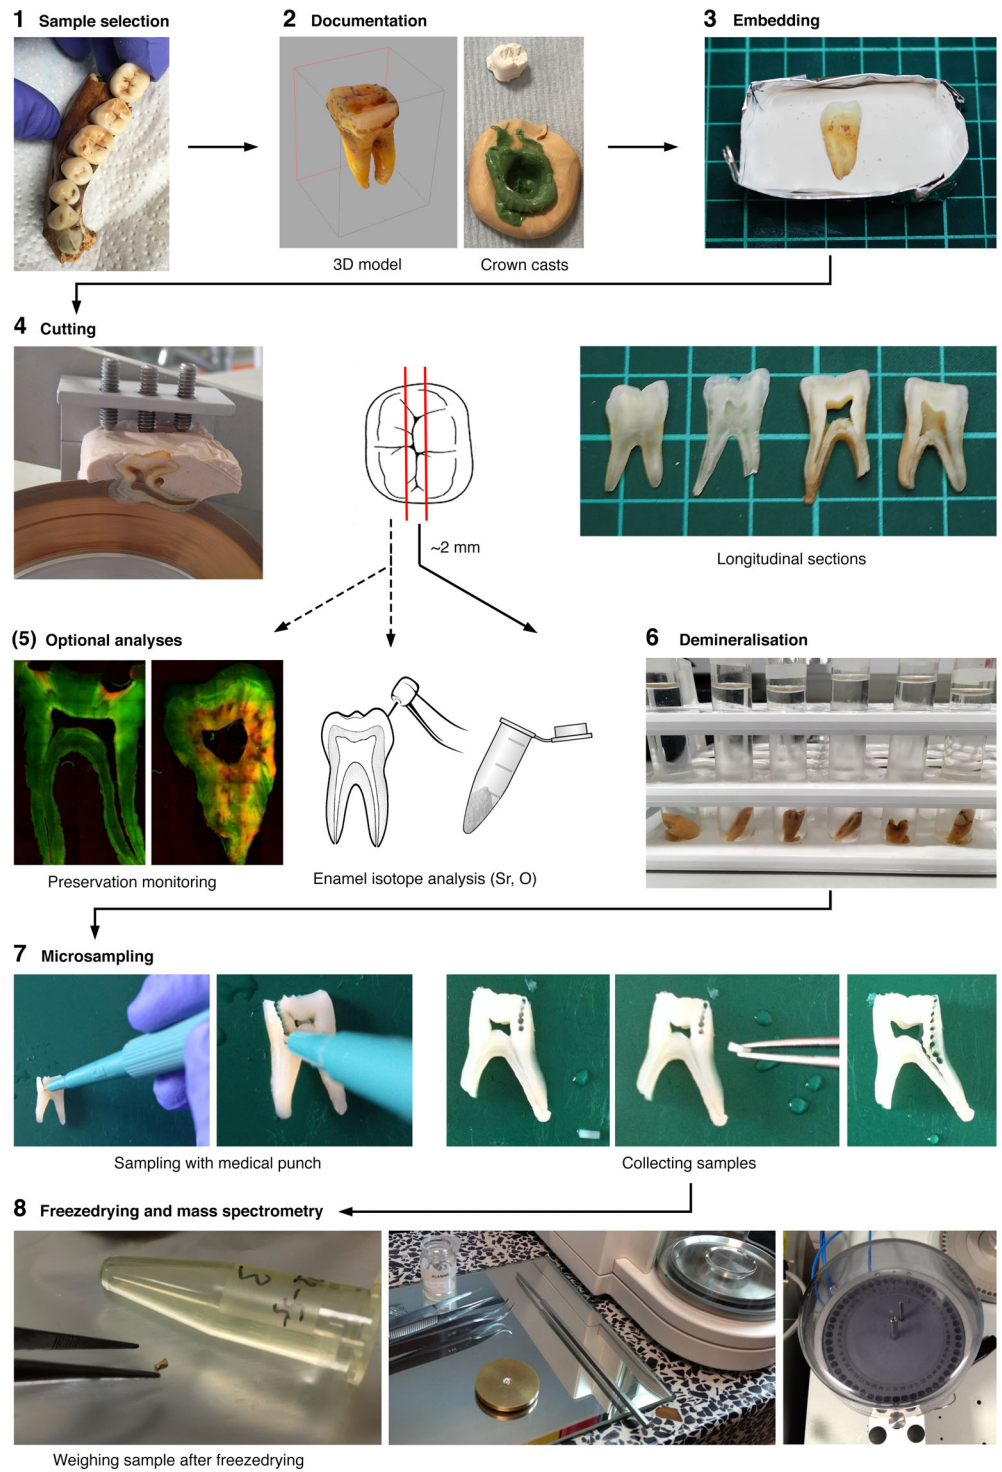 1 Sample selection
2 Documentation
3 Embedding
3D model
Crown casts
4 Cutting
~2 mm
Longitudinal sections
(5) Optional analyses
6 Demineralisation
Preservation monitoring
Enamel isotope analysis (Sr, O)
7 Microsampling
Sampling with medical punch
Collecting samples
8 Freezedrying and mass spectrometry
Weighing sample after freezedrying